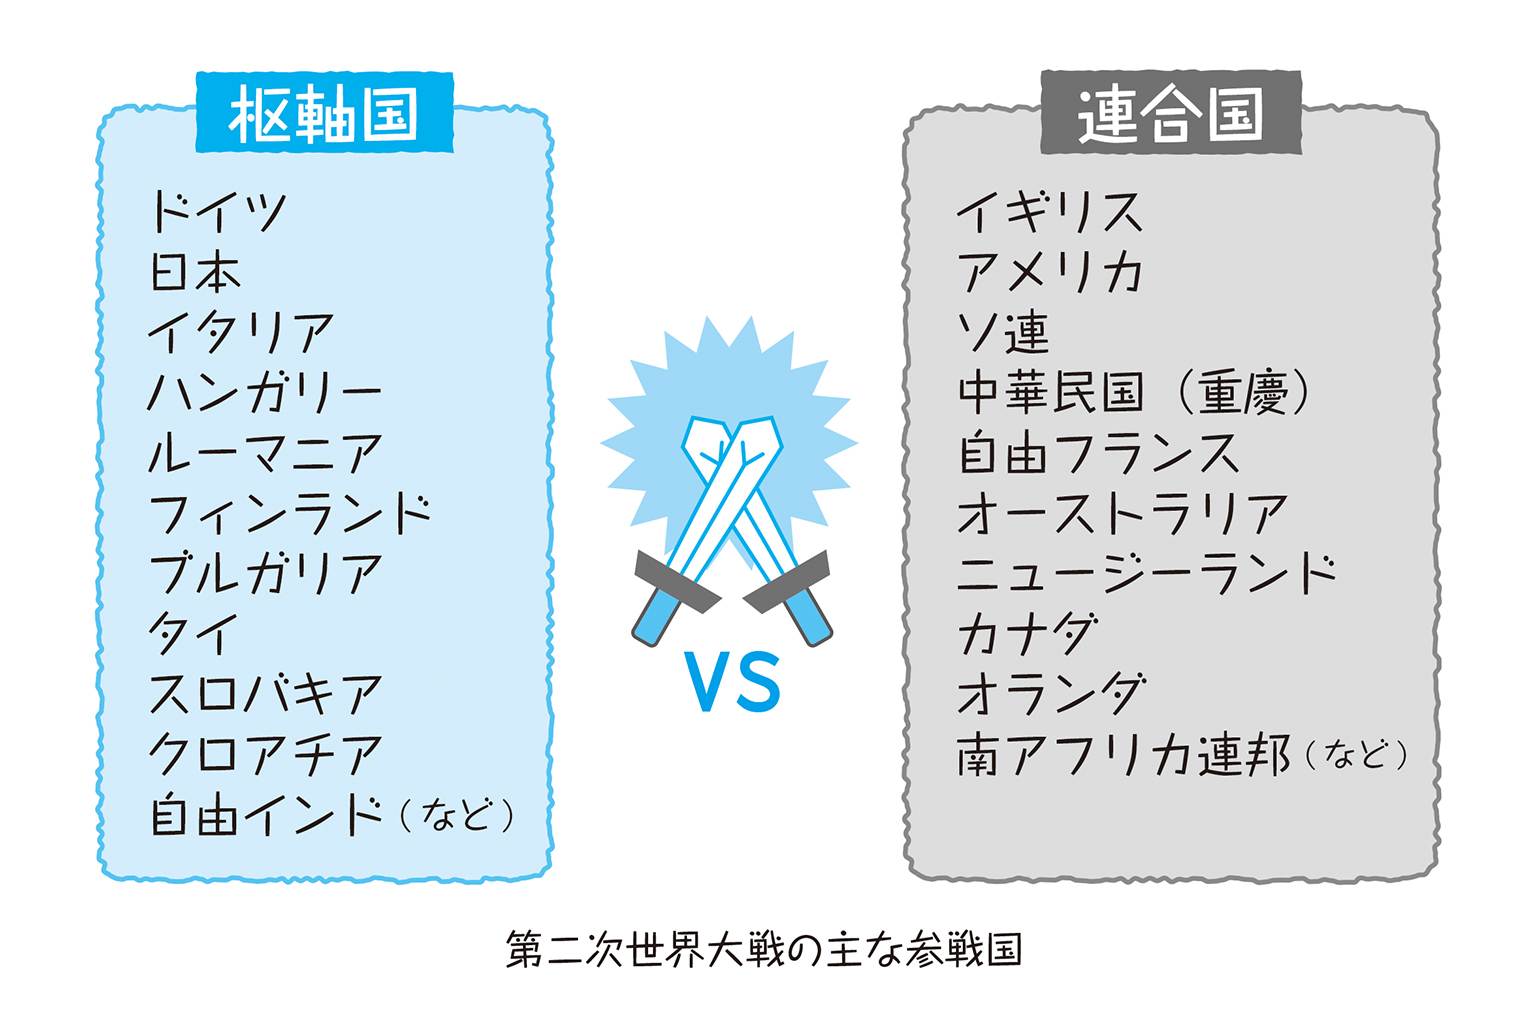 枢軸国
ドイツ
日本
イタリア
ハンガリー
ルーマニア
フィンランド
ブルガリア
タイ
スロバキア
クロアチア
自由インド（など）
VS
連合国
イギリス
アメリカ
ソ連
中華民国（重慶）
自由フランス
オーストラリア
ニュージーランド
カナダ
オランダ
南アフリカ連邦（など）
第二次世界大戦の主な参戦国